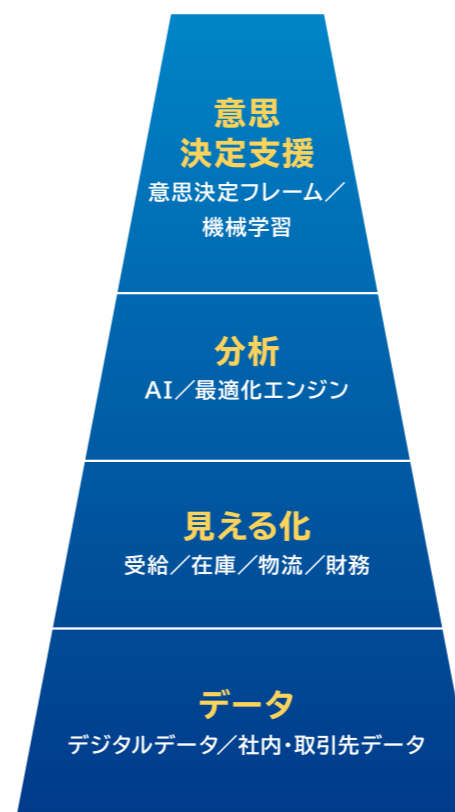 意思
決定支援
意思決定フレーム／
機械学習
分析
AI／最適化エンジン
見える化
受給／在庫／物流／財務
データ
デジタルデータ／社内・取引先データ